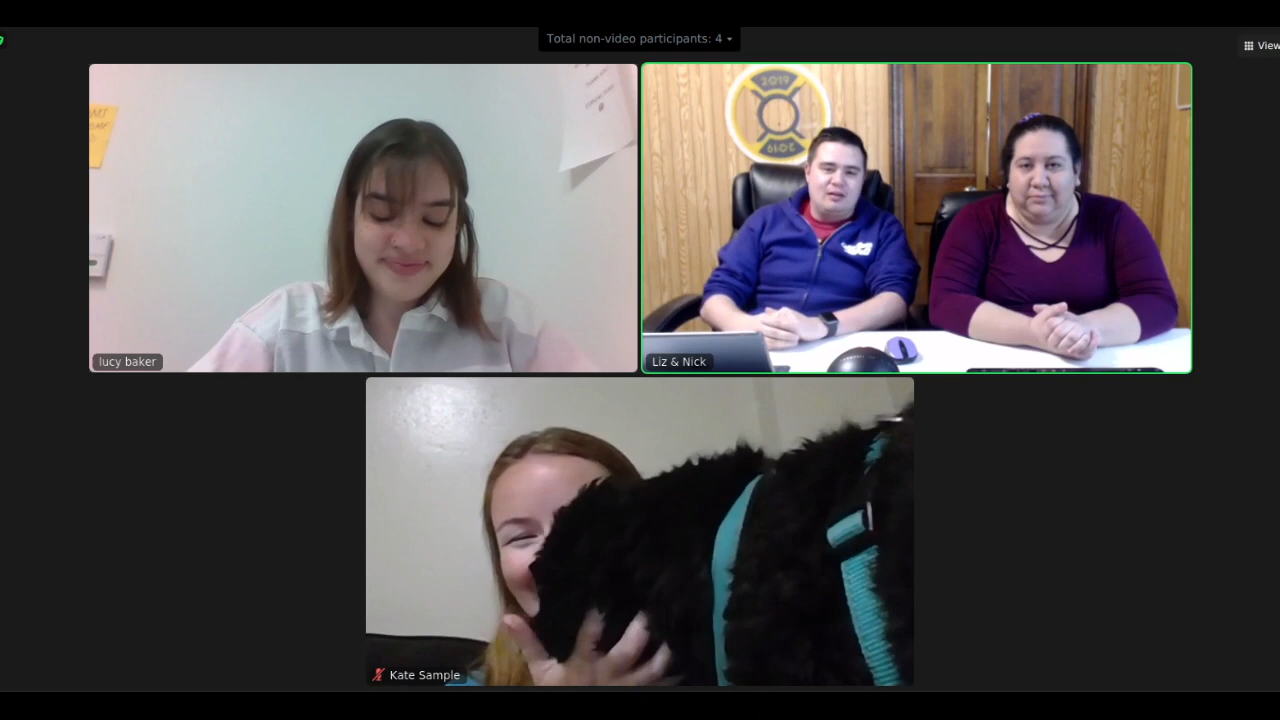 Total non-video participants: 4
View
2019
2019
lucy baker
Liz & Nick
Kate Sample